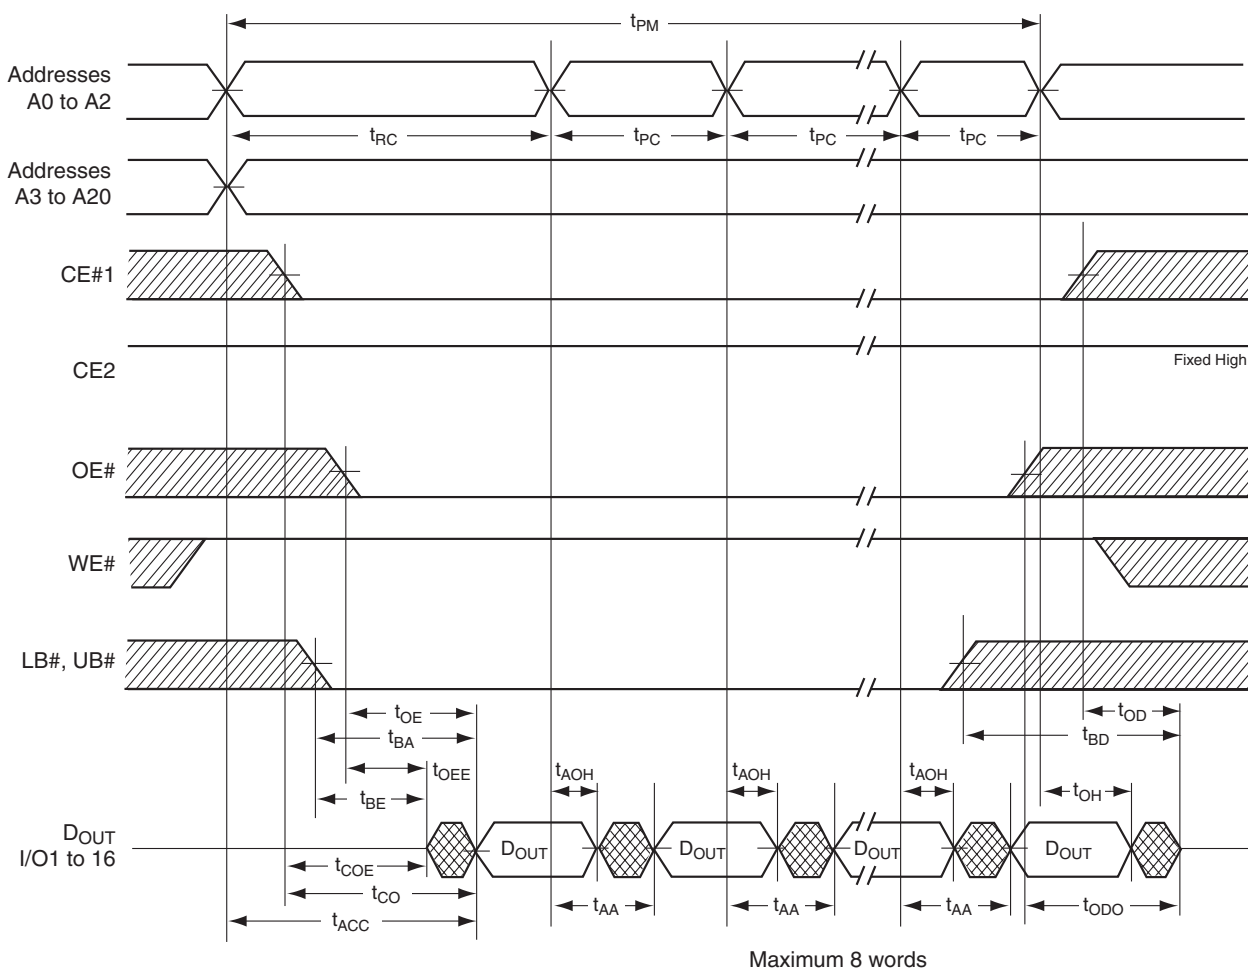 tPM
Addresses
A0 to A2
tRC
tPC
tPC
tPC
Addresses
A3 to A20
CE#1
CE2
Fixed High
OE#
WE#
LB#, UB#
tOE
tOD
tBA
tBD
tOEE
tAOH
tAOH
tAOH
tBE
tOH
DOUT
I/O1 to 16
DOUT
DOUT
DOUT
DOUT
tCOE
tCO
tAA
tAA
tAA
tODO
tACC
Maximum 8 words